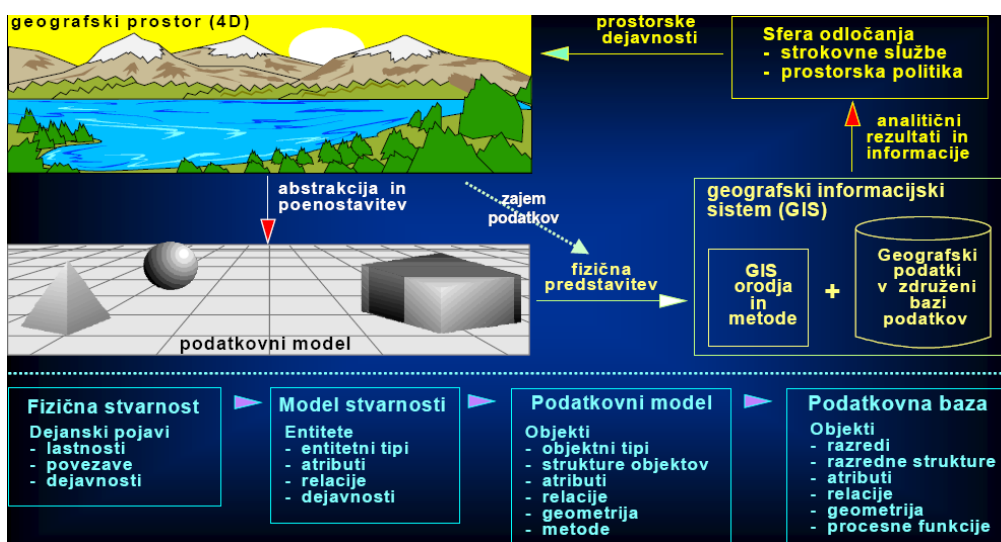 geografski prostor (4D)
prostorske
dejavnosti
Sfera odločanja
- strokovne službe
- prostorska politika
analitični
rezultati in
informacije
abstrakcija in
poenostavitev
zajem
podatkov
geografski informacijski
sistem (GIS)
fizična
predstavitev
GIS
orodja
in
metode
+
Geografski
podatki
v združeni
bazi
podatkov
podatkovni model
Fizična stvarnost
Dejanski pojavi
- lastnosti
- povezave
- dejavnosti
Model stvarnosti
Entitete
- entitetni tipi
- atributi
- relacije
- dejavnosti
Podatkovni model
Objekti
- objektni tipi
- strukture objektov
- atributi
- relacije
- geometrija
- metode
Podatkovna baza
Objekti
- razredi
- razredne strukture
- atributi
- relacije
- geometrija
- procesne funkcije